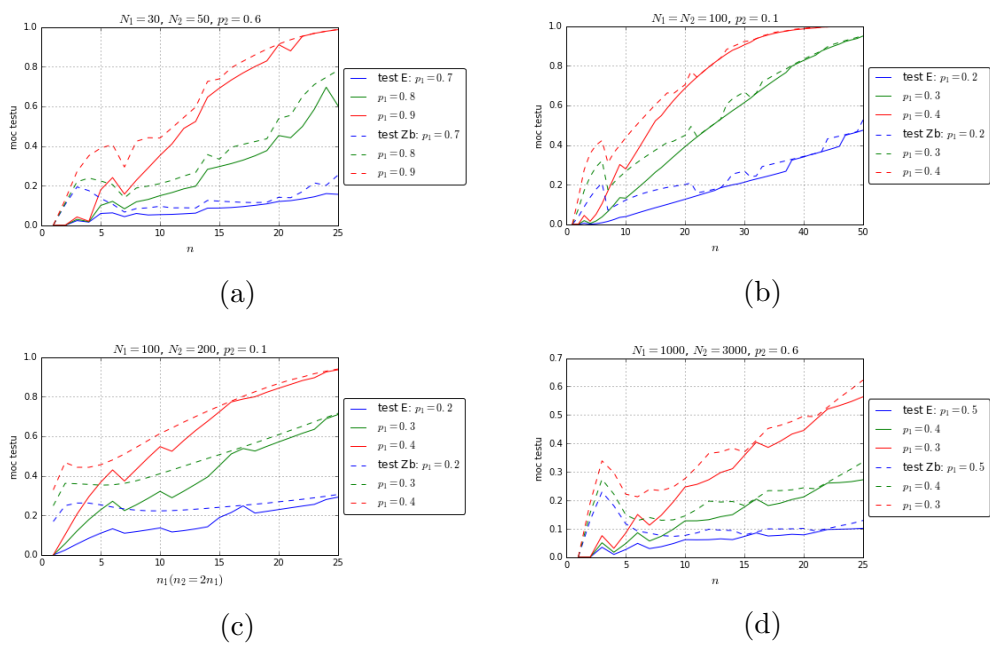 N₁=30, N₂=50, p₂=0.6
1.0
0.8
0.6
0.4
0.2
0.0
moc testu
0 5 10 15 20 25
n
test E: p₁=0.7
p₁=0.8
p₁=0.9
test Zb: p₁=0.7
p₁=0.8
p₁=0.9
(a)
N₁=N₂=100, p₂=0.1
1.0
0.8
0.6
0.4
0.2
0.0
moc testu
0 10 20 30 40 50
n
test E: p₁=0.2
p₁=0.3
p₁=0.4
test Zb: p₁=0.2
p₁=0.3
p₁=0.4
(b)
N₁=100, N₂=200, p₂=0.1
1.0
0.8
0.6
0.4
0.2
0.0
moc testu
0 5 10 15 20 25
n₁(n₂=2n₁)
test E: p₁=0.2
p₁=0.3
p₁=0.4
test Zb: p₁=0.2
p₁=0.3
p₁=0.4
(c)
N₁=1000, N₂=3000, p₂=0.6
0.7
0.6
0.5
0.4
0.3
0.2
0.1
0.0
moc testu
0 5 10 15 20 25
n
test E: p₁=0.5
p₁=0.4
p₁=0.3
test Zb: p₁=0.5
p₁=0.4
p₁=0.3
(d)